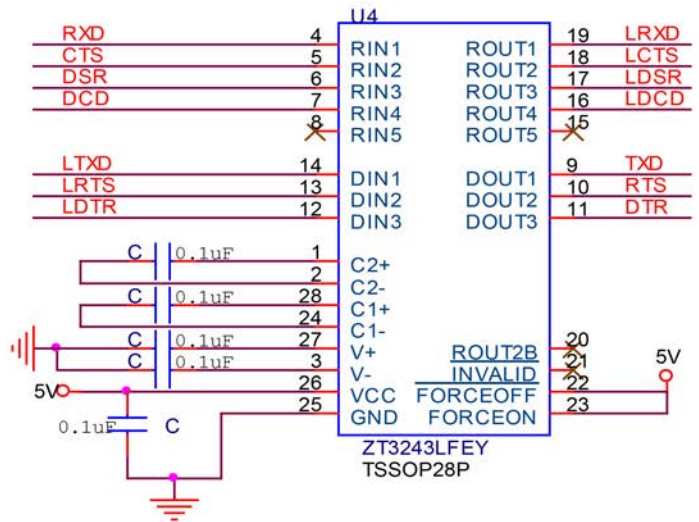 U4
RXD 4 RIN1 ROUT1 19 LRXD
CTS 5 RIN2 ROUT2 18 LCTS
DSR 6 RIN3 ROUT3 17 LDSR
DCD 7 RIN4 ROUT4 16 LDCD
8 RIN5 ROUT5 15
LTXD 14 DIN1 DOUT1 9 TXD
LRTS 13 DIN2 DOUT2 10 RTS
LDTR 12 DIN3 DOUT3 11 DTR
C 0.1uF 1 C2+
2 C2-
C 0.1uF 28 C1+
24 C1-
C 0.1uF 27 V+ ROUT2B 20
C 0.1uF 3 V- INVALID 21
5V 26 VCC FORCEOFF 22 5V
25 GND FORCEON 23
0.1uF C
ZT3243LFEY
TSSOP28P